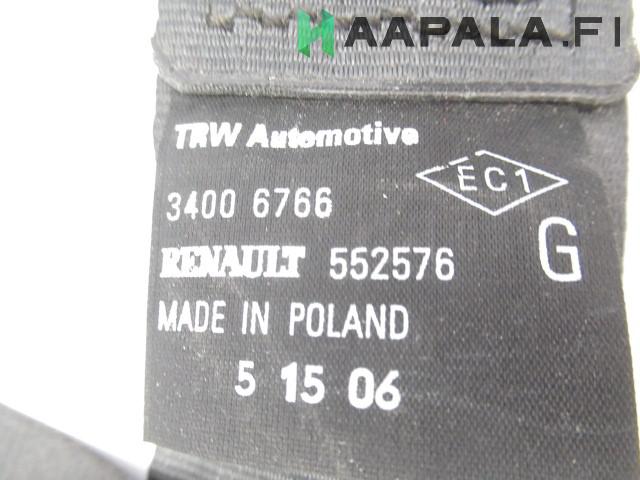 HAAPALA.FI
TRW Automotive
EC1
3400 6766
G
RENAULT 552576
MADE IN POLAND
5 15 06